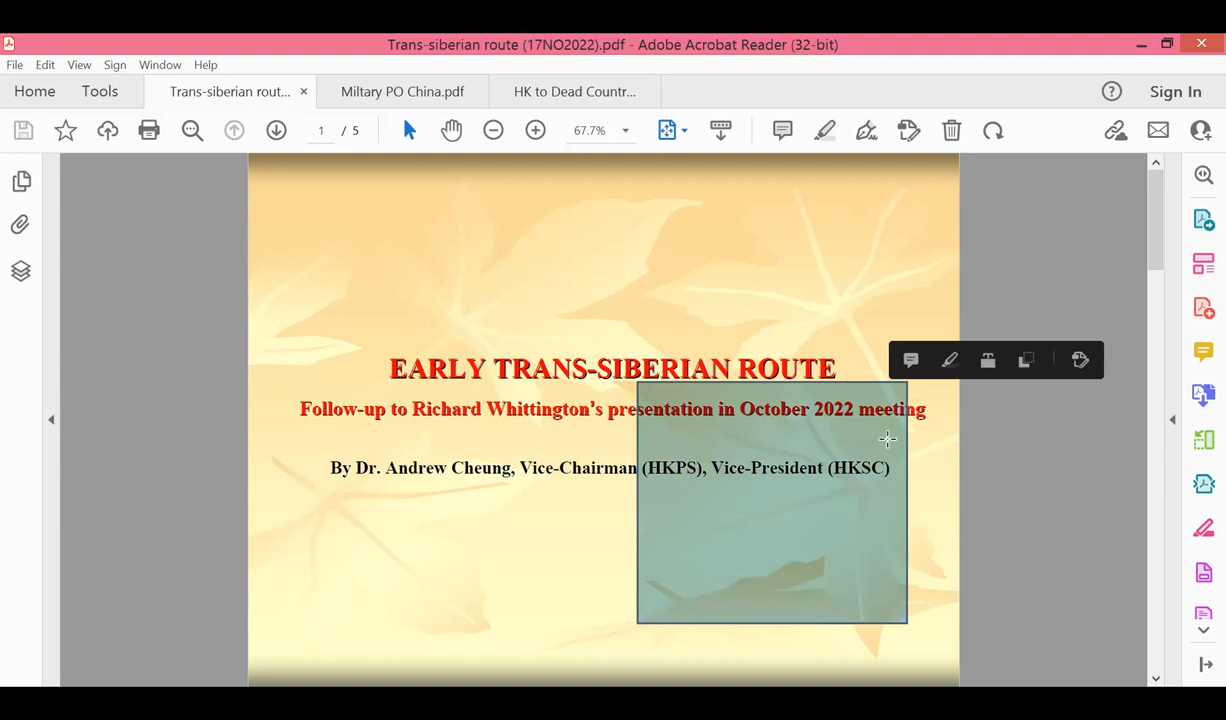 Trans-siberian route (17NO2022).pdf - Adobe Acrobat Reader (32-bit)
File Edit View Sign Window Help
Home Tools Trans-siberian rout... × Miltary PO China.pdf HK to Dead Countr... ? Sign In
1 / 5 67.7%
EARLY TRANS-SIBERIAN ROUTE
Follow-up to Richard Whittington's presentation in October 2022 meeting
By Dr. Andrew Cheung, Vice-Chairman (HKPS), Vice-President (HKSC)